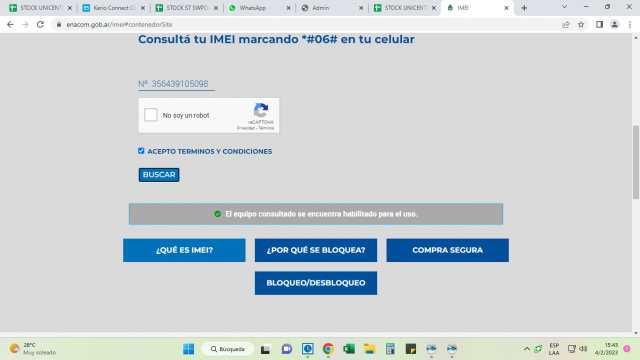 STOCK UNICENT
Kario Connect Cl
STOCK ST SWPO
WhatsApp
Admin
STOCK UNICENT
IMEI
enacom.gob.ar/imei#contenedorSite
Consultá tu IMEI marcando *#06# en tu celular
Nº 356439105098
No soy un robot
reCAPTCHA
Privacidad - Términos
ACEPTO TERMINOS Y CONDICIONES
BUSCAR
El equipo consultado se encuentra habilitado para el uso.
¿QUÉ ES IMEI?
¿POR QUÉ SE BLOQUEA?
COMPRA SEGURA
BLOQUEO/DESBLOQUEO
28°C
Muy soleado
Búsqueda
ESP
LAA
15:43
4/2/2023